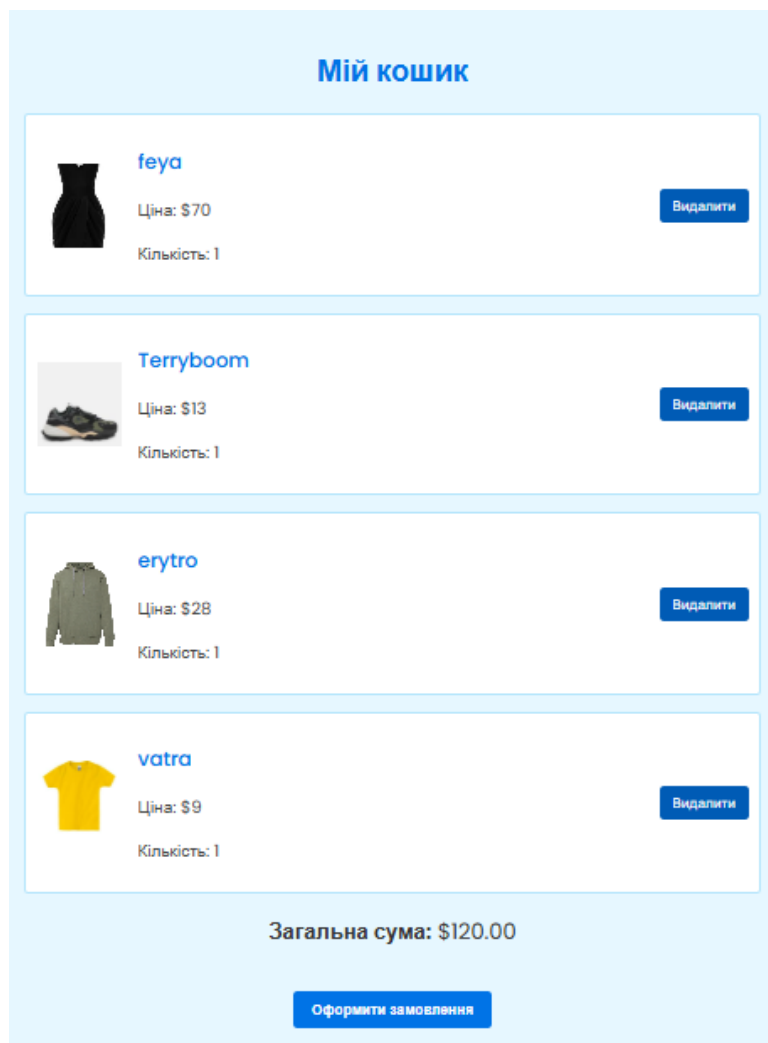 Мій кошик
feya
Ціна: $70
Кількість: 1
Видалити
Terryboom
Ціна: $13
Кількість: 1
Видалити
erytro
Ціна: $28
Кількість: 1
Видалити
vatra
Ціна: $9
Кількість: 1
Видалити
Загальна сума: $120.00
Оформити замовлення